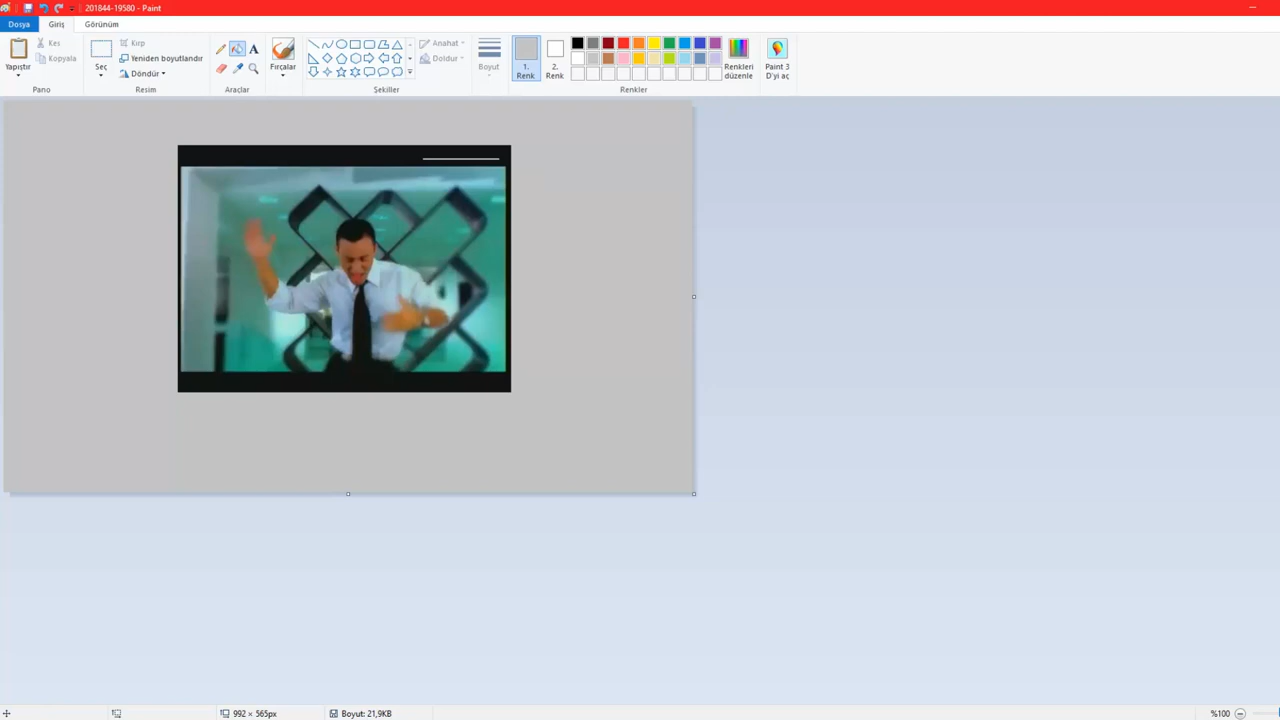 201844-19580 - Paint
Dosya
Giriş
Görünüm
Yapıştır
Kes
Kopyala
Pano
Seç
Kırp
Yeniden boyutlandır
Döndür
Resim
A
Araçlar
Fırçalar
Şekiller
Anahat
Doldur
Boyut
1.
Renk
2.
Renk
Renkleri
düzenle
Renkler
Paint 3
D'yi aç
992 × 565px
Boyut: 21,9KB
%100